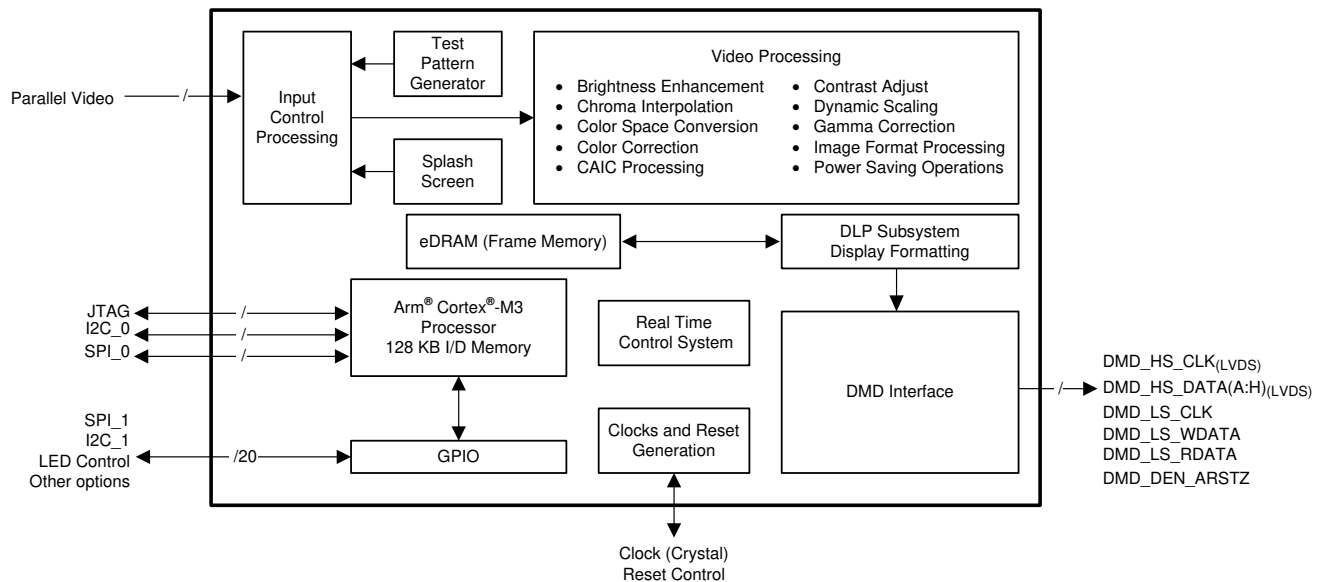 Test
Pattern
Generator
Parallel Video
/
Input
Control
Processing
Splash
Screen
Video Processing
• Brightness Enhancement
• Chroma Interpolation
• Color Space Conversion
• Color Correction
• CAIC Processing
• Contrast Adjust
• Dynamic Scaling
• Gamma Correction
• Image Format Processing
• Power Saving Operations
eDRAM (Frame Memory)
DLP Subsystem
Display Formatting
JTAG
/
I2C_0
/
SPI_0
/
Arm® Cortex®-M3
Processor
128 KB I/D Memory
Real Time
Control System
DMD Interface
/
DMD_HS_CLK(LVDS)
DMD_HS_DATA(A:H)(LVDS)
DMD_LS_CLK
DMD_LS_WDATA
DMD_LS_RDATA
DMD_DEN_ARSTZ
SPI_1
I2C_1
LED Control
Other options
/20
GPIO
Clocks and Reset
Generation
Clock (Crystal)
Reset Control